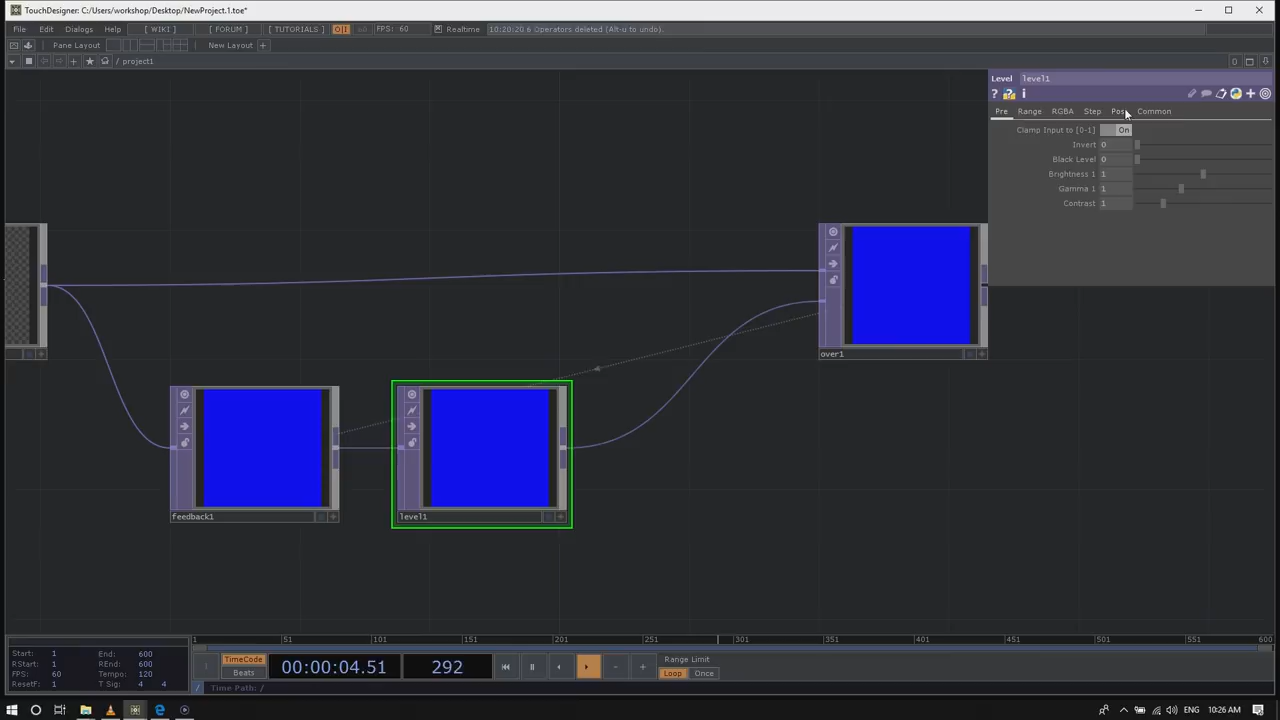 TouchDesigner: C:/Users/workshop/Desktop/NewProject.1.toe*
File Edit Dialogs Help [ WIKI ] [ FORUM ] [ TUTORIALS ] O|I FPS: 60 Realtime 10:20:20.6 Operators deleted (Alt-u to undo).
Pane Layout New Layout +
/ project1 0
Level level1
? ? i
Pre Range RGBA Step Post Common
Clamp Input to [0-1] On
Invert 0
Black Level 0
Brightness 1 1
Gamma 1 1
Contrast 1
over1
feedback1
level1
1 51 101 151 201 251 301 351 401 451 501 551 600
Start: 1 End: 600
RStart: 1 REnd: 600
FPS: 60 Tempo: 120
ResetF: 1 T Sig: 4 4
TimeCode
Beats
00:00:04.51
292
Range Limit
Loop Once
/ Time Path: /
ENG 10:26 AM